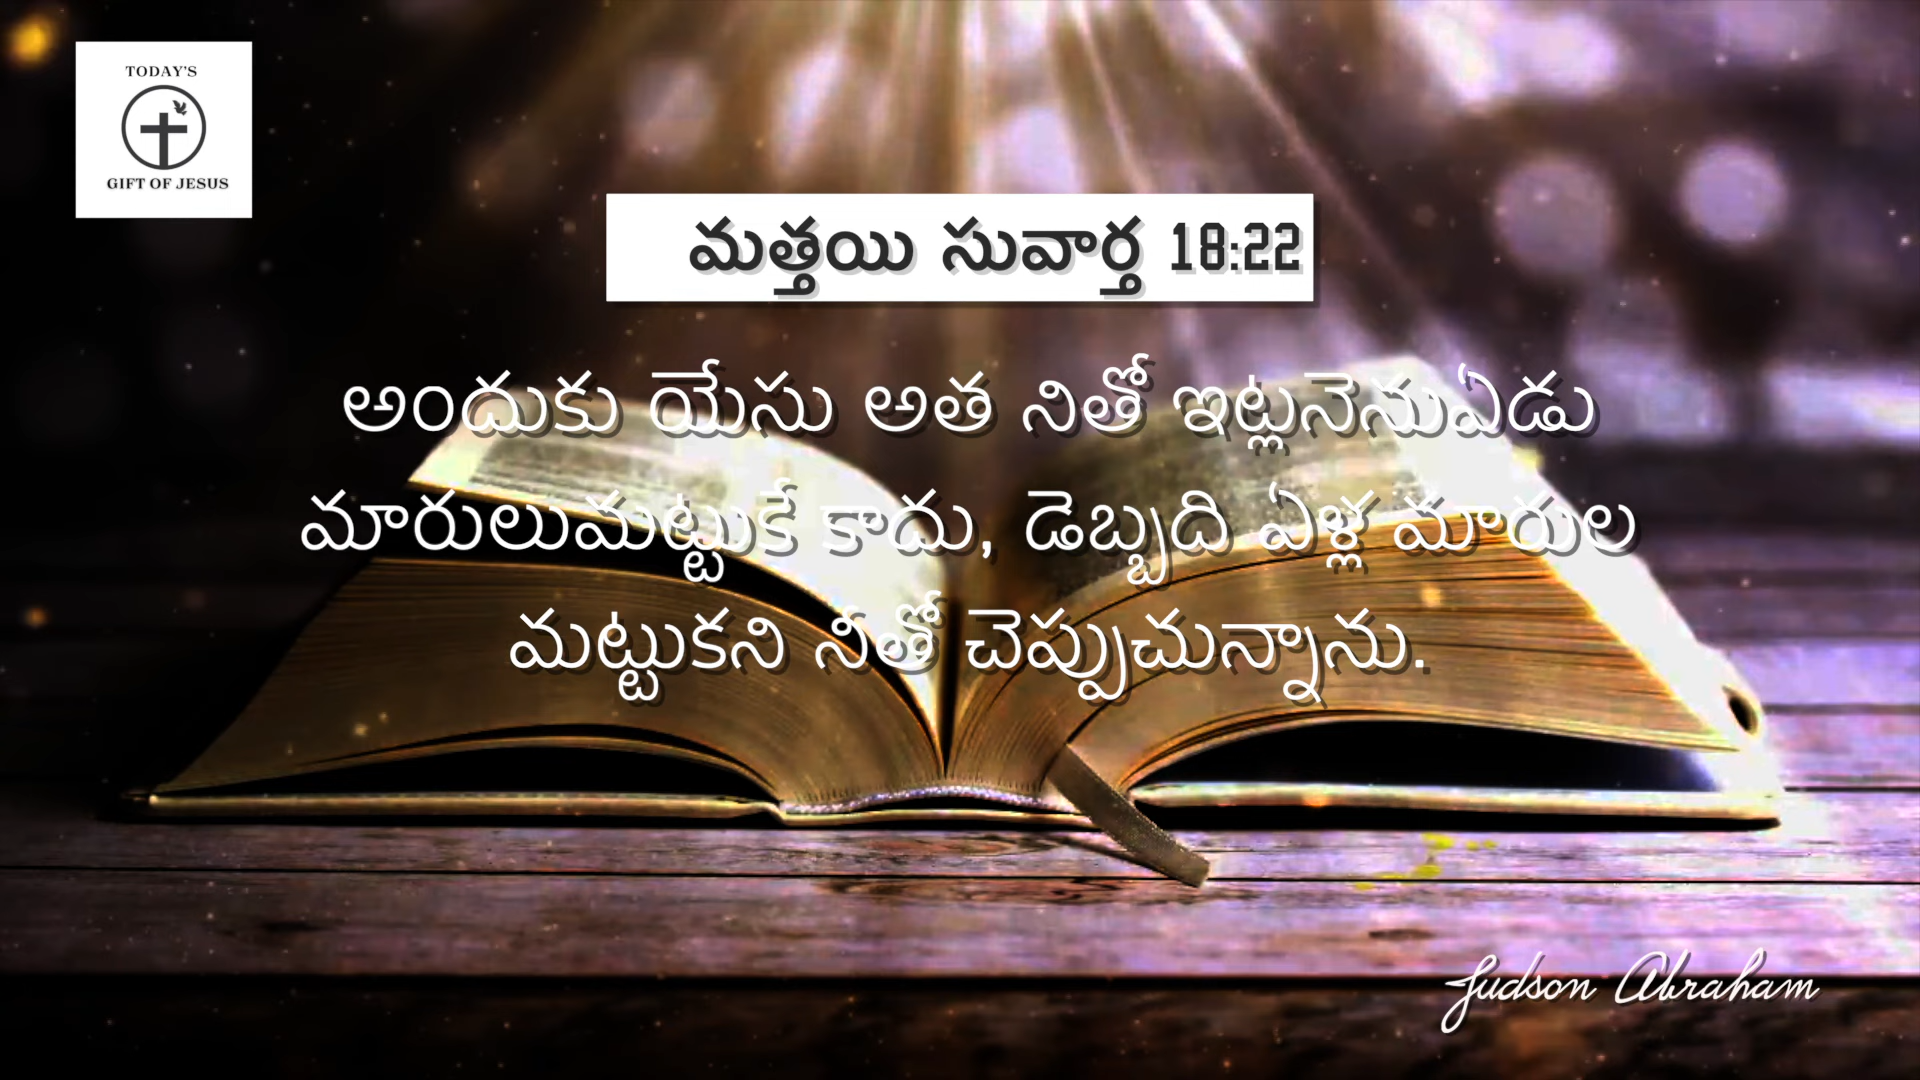 TODAY'S
GIFT OF JESUS
మత్తయి సువార్త 18:22
అందుకు యేసు అత నితో ఇట్లనెనుఏడు
మారులుమట్టుకే కాదు, డెబ్బది ఏళ్ల మారుల
మట్టుకని నీతో చెప్పుచున్నాను.
Judson Abraham